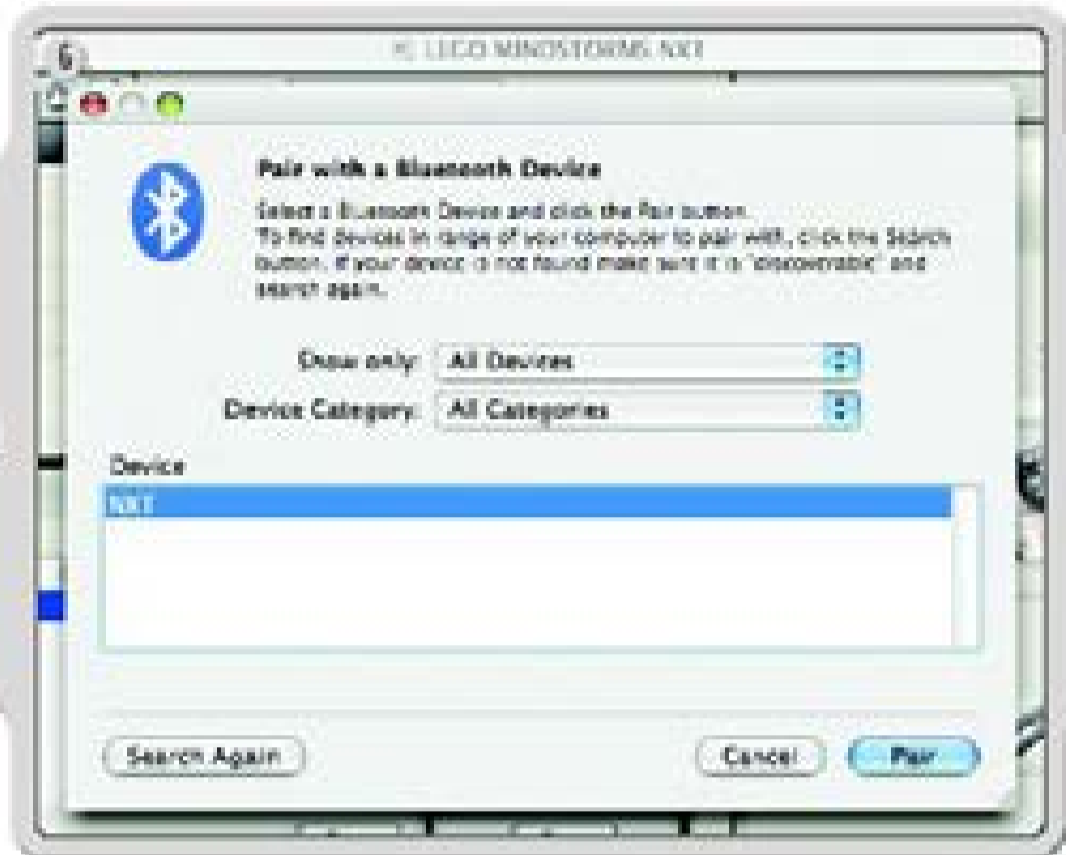 LEGO MINDSTORMS NXT
Pair with a Bluetooth Device
Select a Bluetooth Device and click the Pair button.
To find devices in range of your computer to pair with, click the Search
button. If your device is not found make sure it is "discoverable" and
search again.
Show only: All Devices
Device Category: All Categories
Device
NXT
Search Again
Cancel
Pair